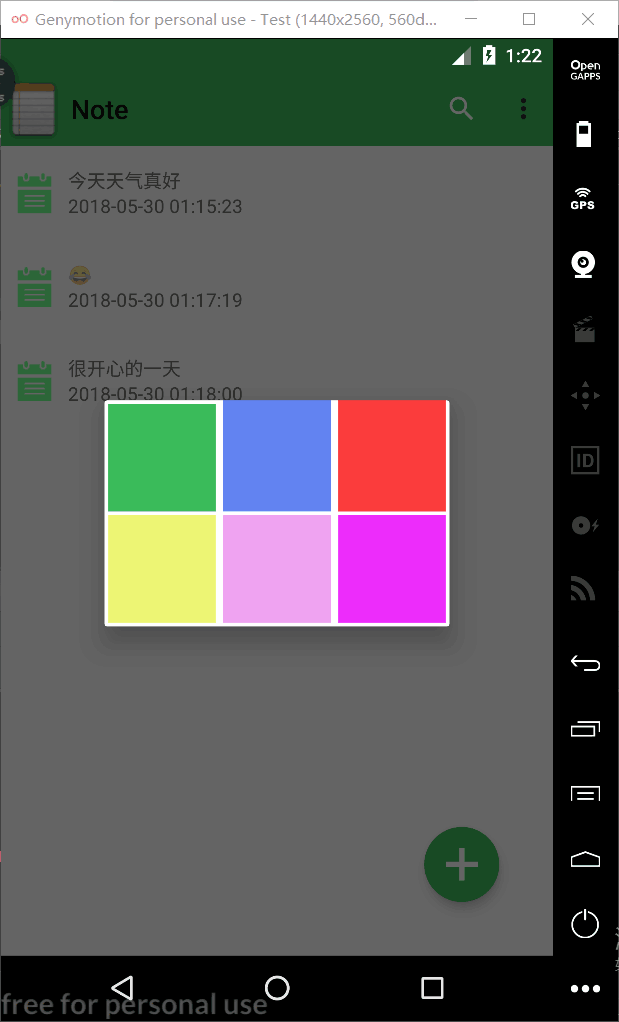 Genymotion for personal use - Test (1440x2560, 560d...
1:22
Open
GAPPS
Note
今天天气真好
2018-05-30 01:15:23
GPS
😂
2018-05-30 01:17:19
很开心的一天
2018-05-30 01:18:00
ID
free for personal use